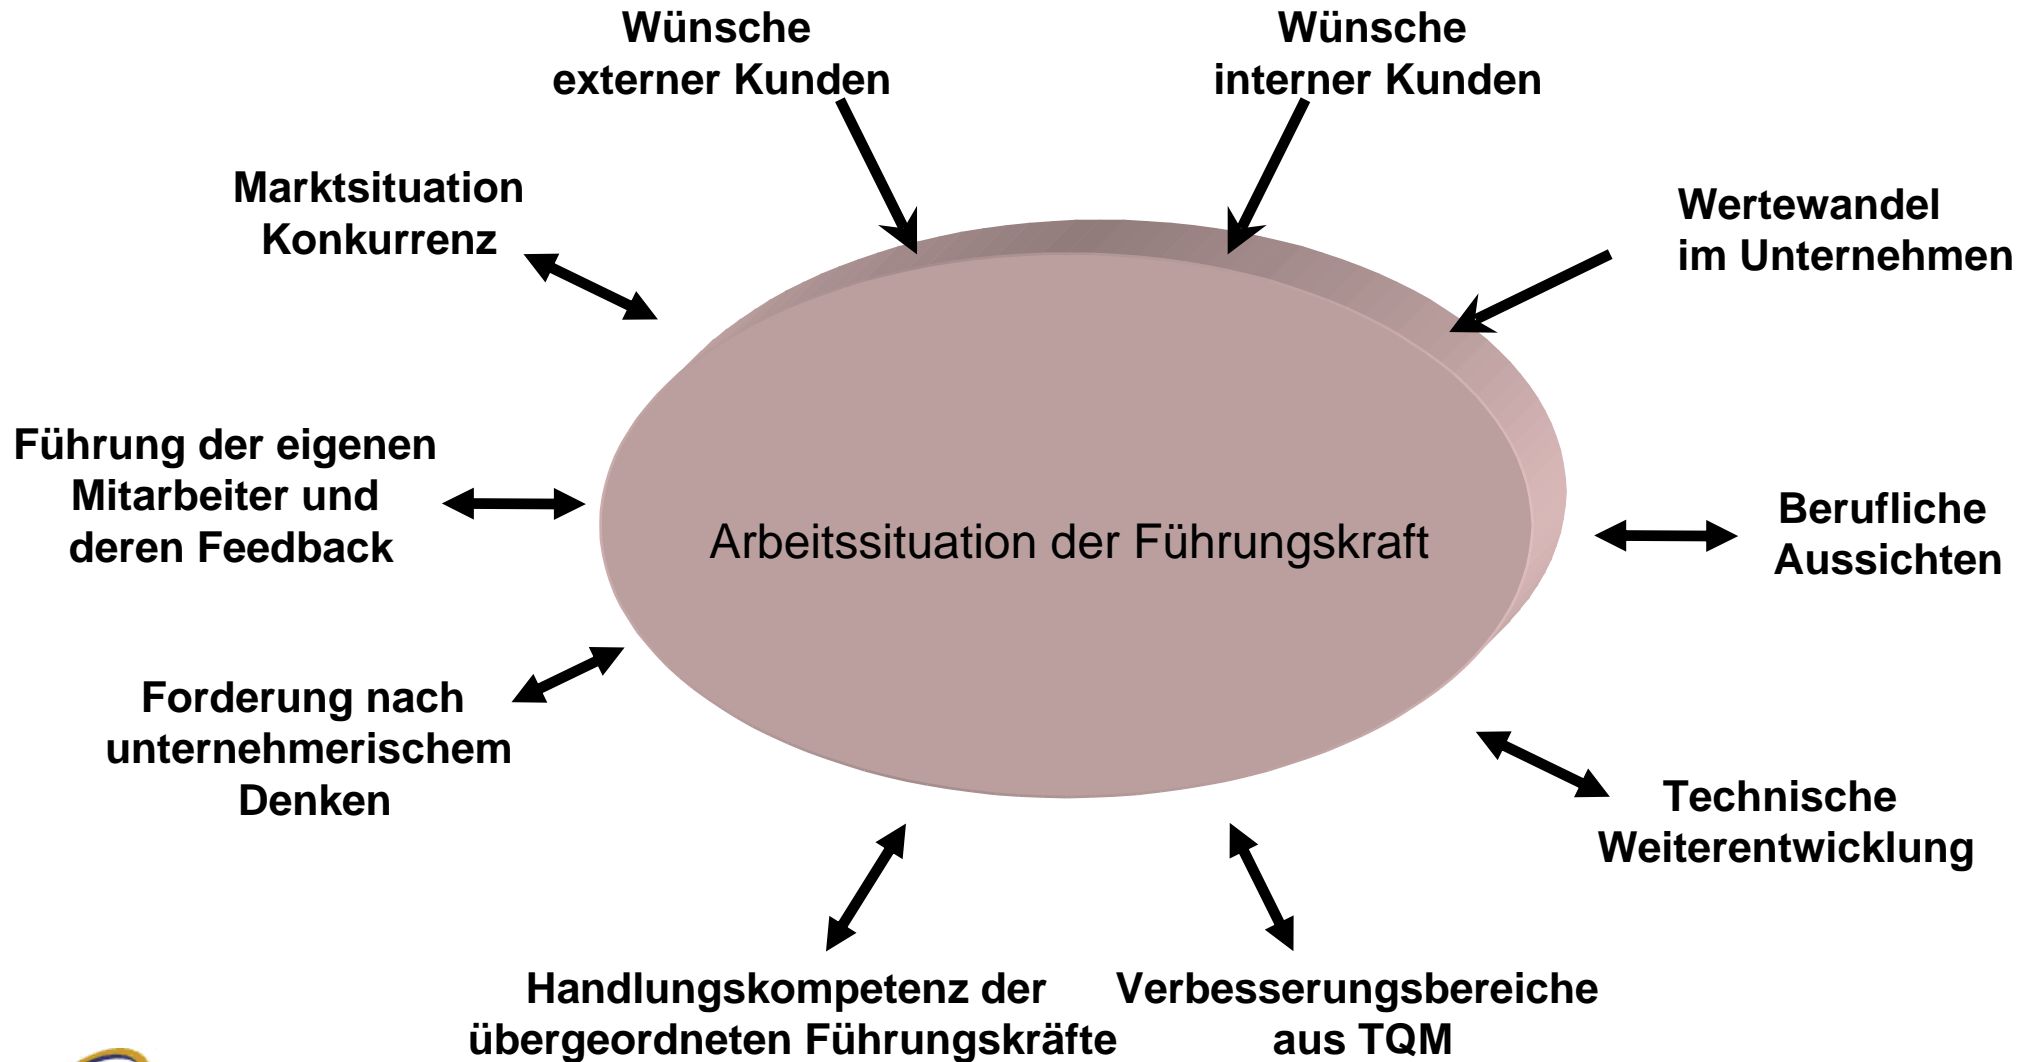 Wünsche
externer Kunden
Wünsche
interner Kunden
Marktsituation
Konkurrenz
Wertewandel
im Unternehmen
Führung der eigenen
Mitarbeiter und
deren Feedback
Arbeitssituation der Führungskraft
Berufliche
Aussichten
Forderung nach
unternehmerischem
Denken
Technische
Weiterentwicklung
Handlungskompetenz der
übergeordneten Führungskräfte
Verbesserungsbereiche
aus TQM